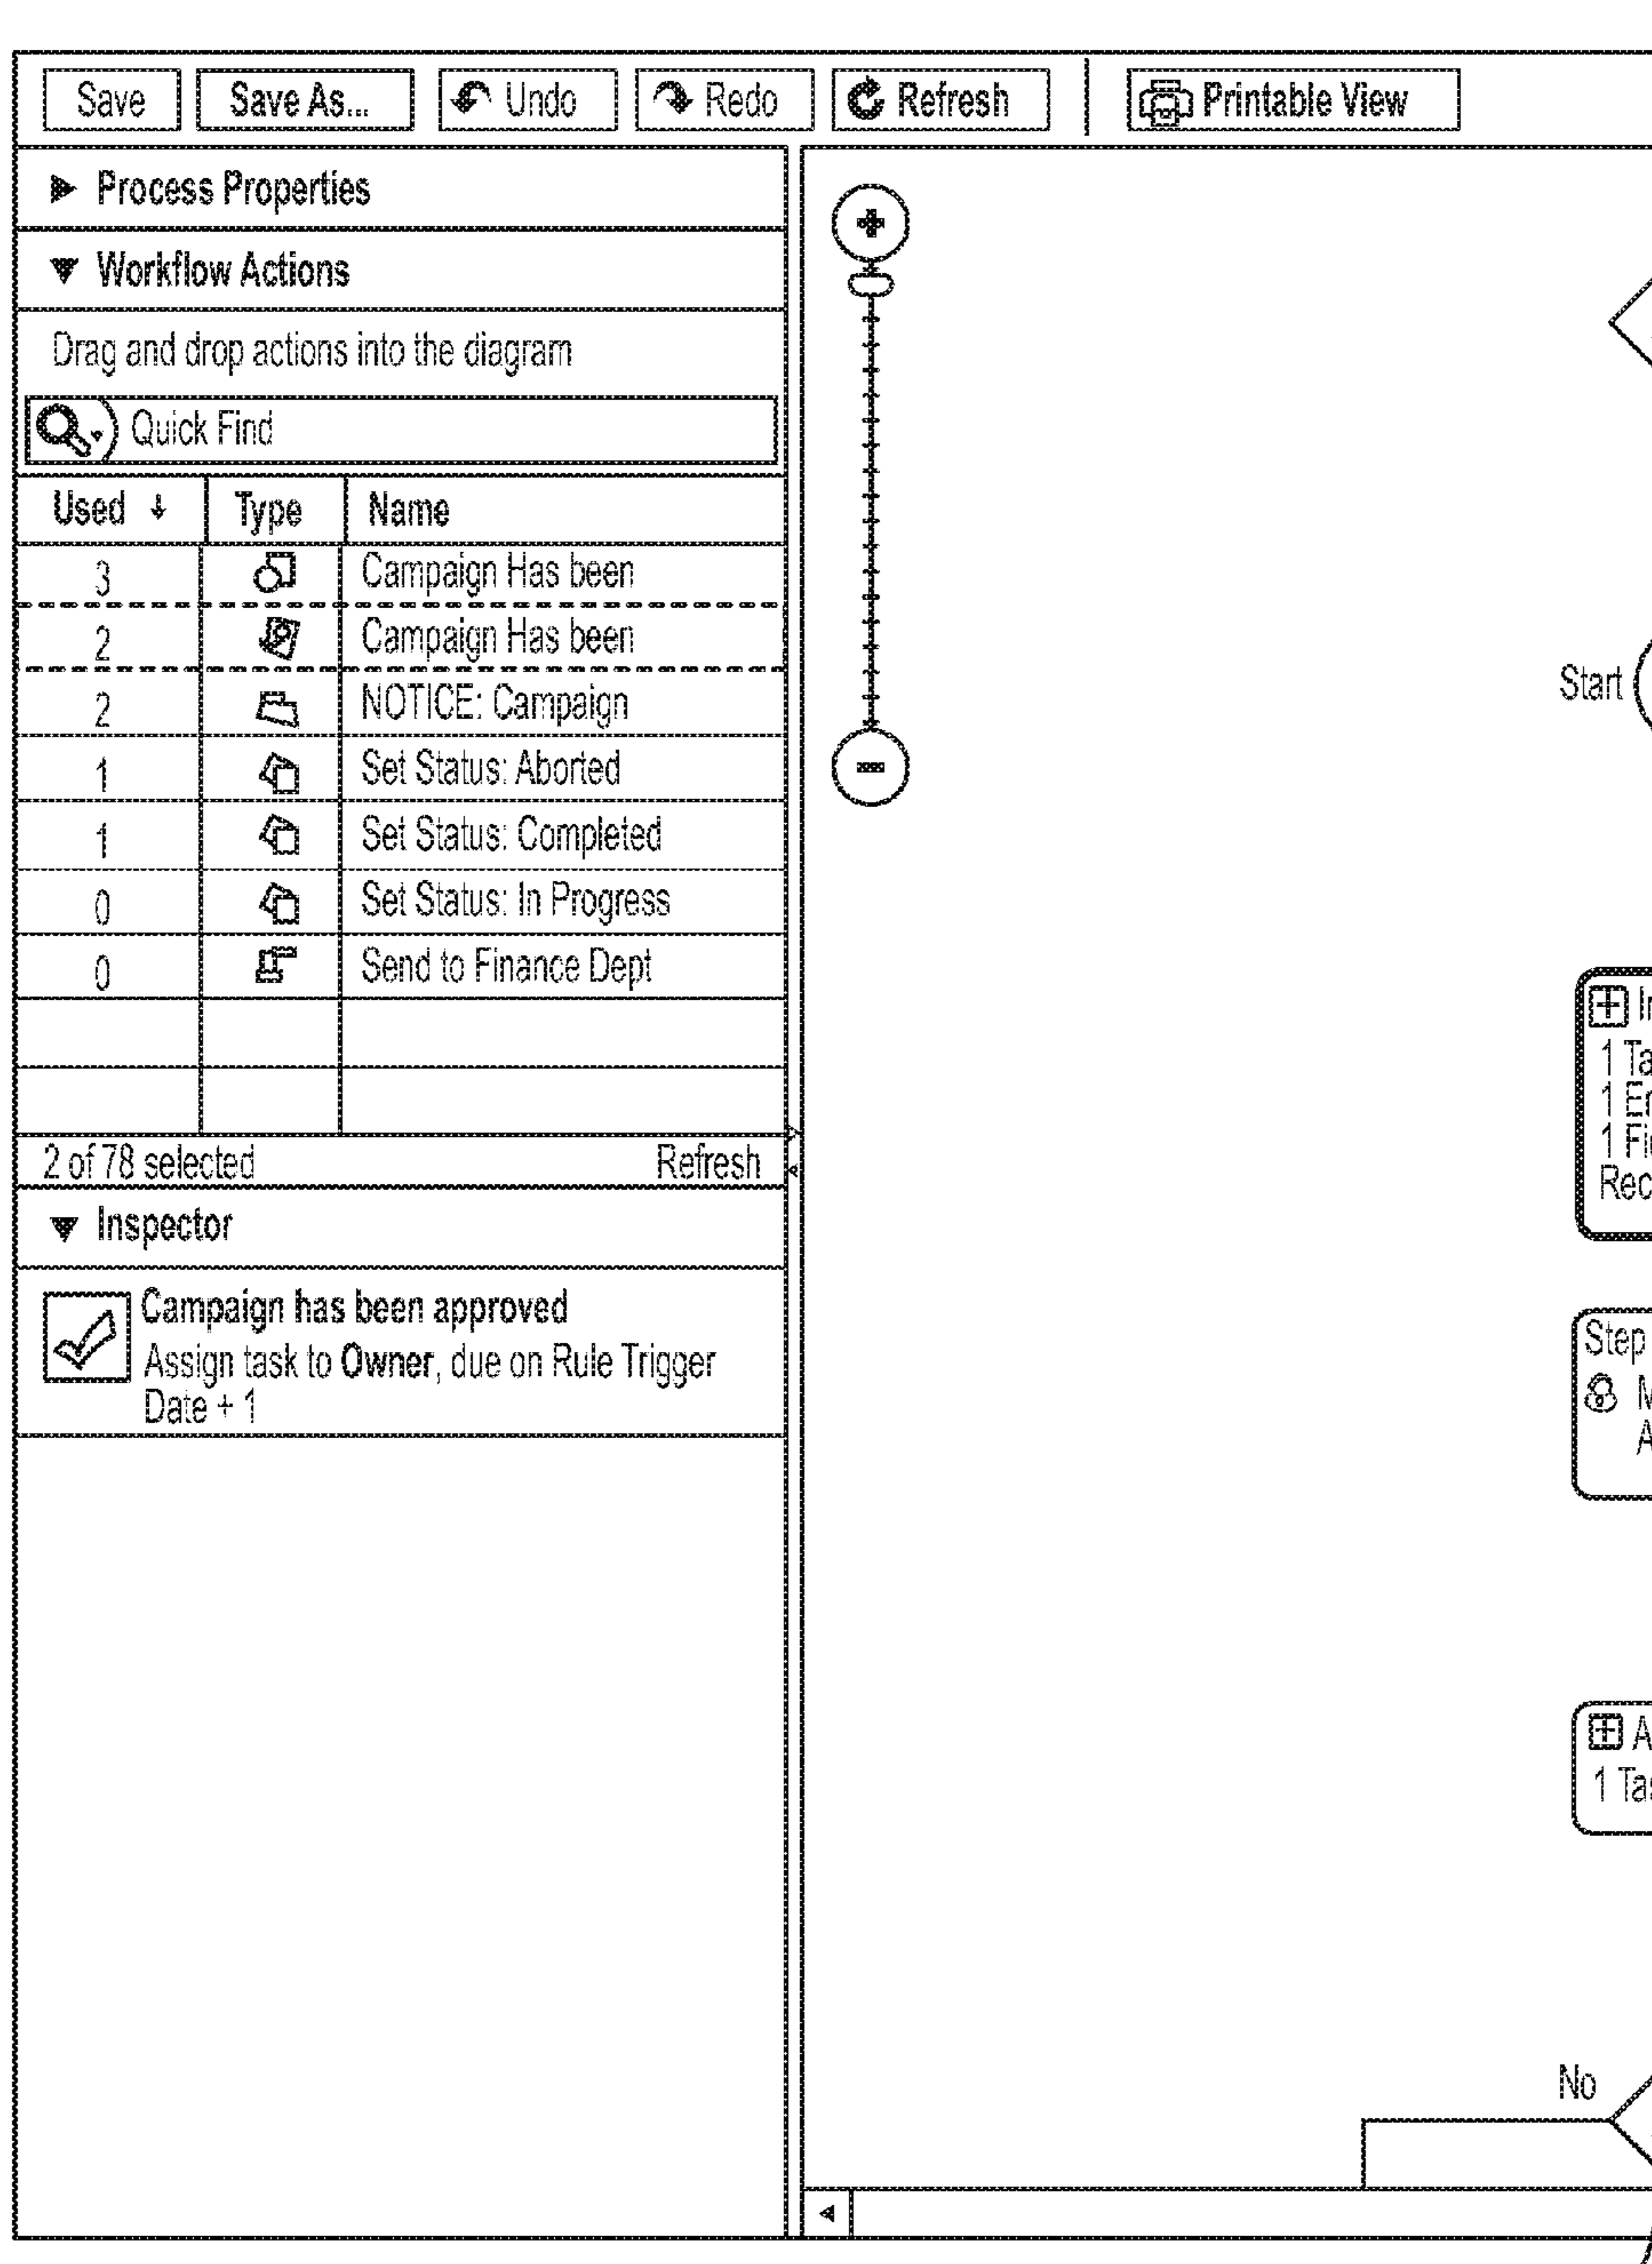 Save Save As... Undo Redo Refresh Printable View
Process Properties
Workflow Actions
Drag and drop actions into the diagram
Quick Find
Used Type Name
3 Campaign Has been
2 Campaign Has been
2 NOTICE: Campaign
1 Set Status: Aborted
1 Set Status: Completed
0 Set Status: In Progress
0 Send to Finance Dept
2 of 78 selected Refresh
Inspector
Campaign has been approved
Assign task to Owner, due on Rule Trigger
Date + 1
Start
1
1
1
Step
1
No